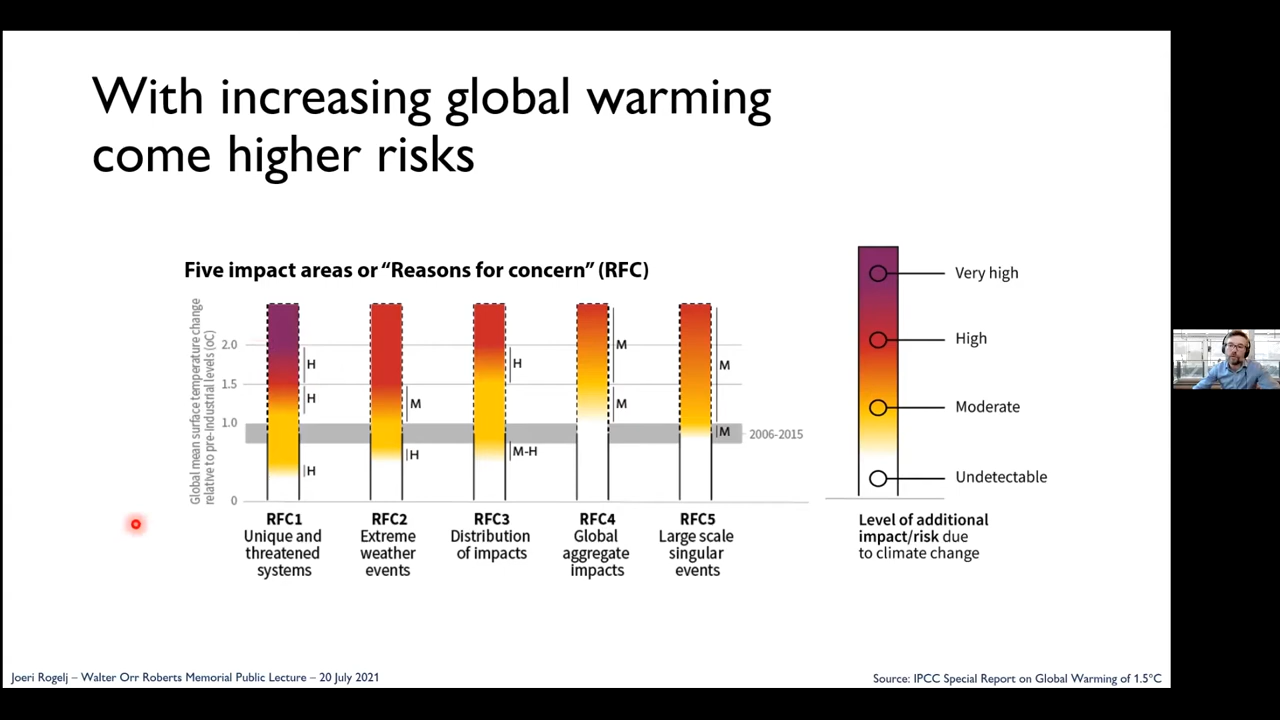 With increasing global warming
come higher risks
Five impact areas or “Reasons for concern” (RFC)
Global mean surface temperature change
relative to pre-industrial levels (oC)
2.0
1.5
1.0
0
H
H
H
M
H
H
M-H
M
M
M
M
2006-2015
RFC1
Unique and
threatened
systems
RFC2
Extreme
weather
events
RFC3
Distribution
of impacts
RFC4
Global
aggregate
impacts
RFC5
Large scale
singular
events
Very high
High
Moderate
Undetectable
Level of additional
impact/risk due
to climate change
Joeri Rogelj – Walter Orr Roberts Memorial Public Lecture – 20 July 2021
Source: IPCC Special Report on Global Warming of 1.5°C